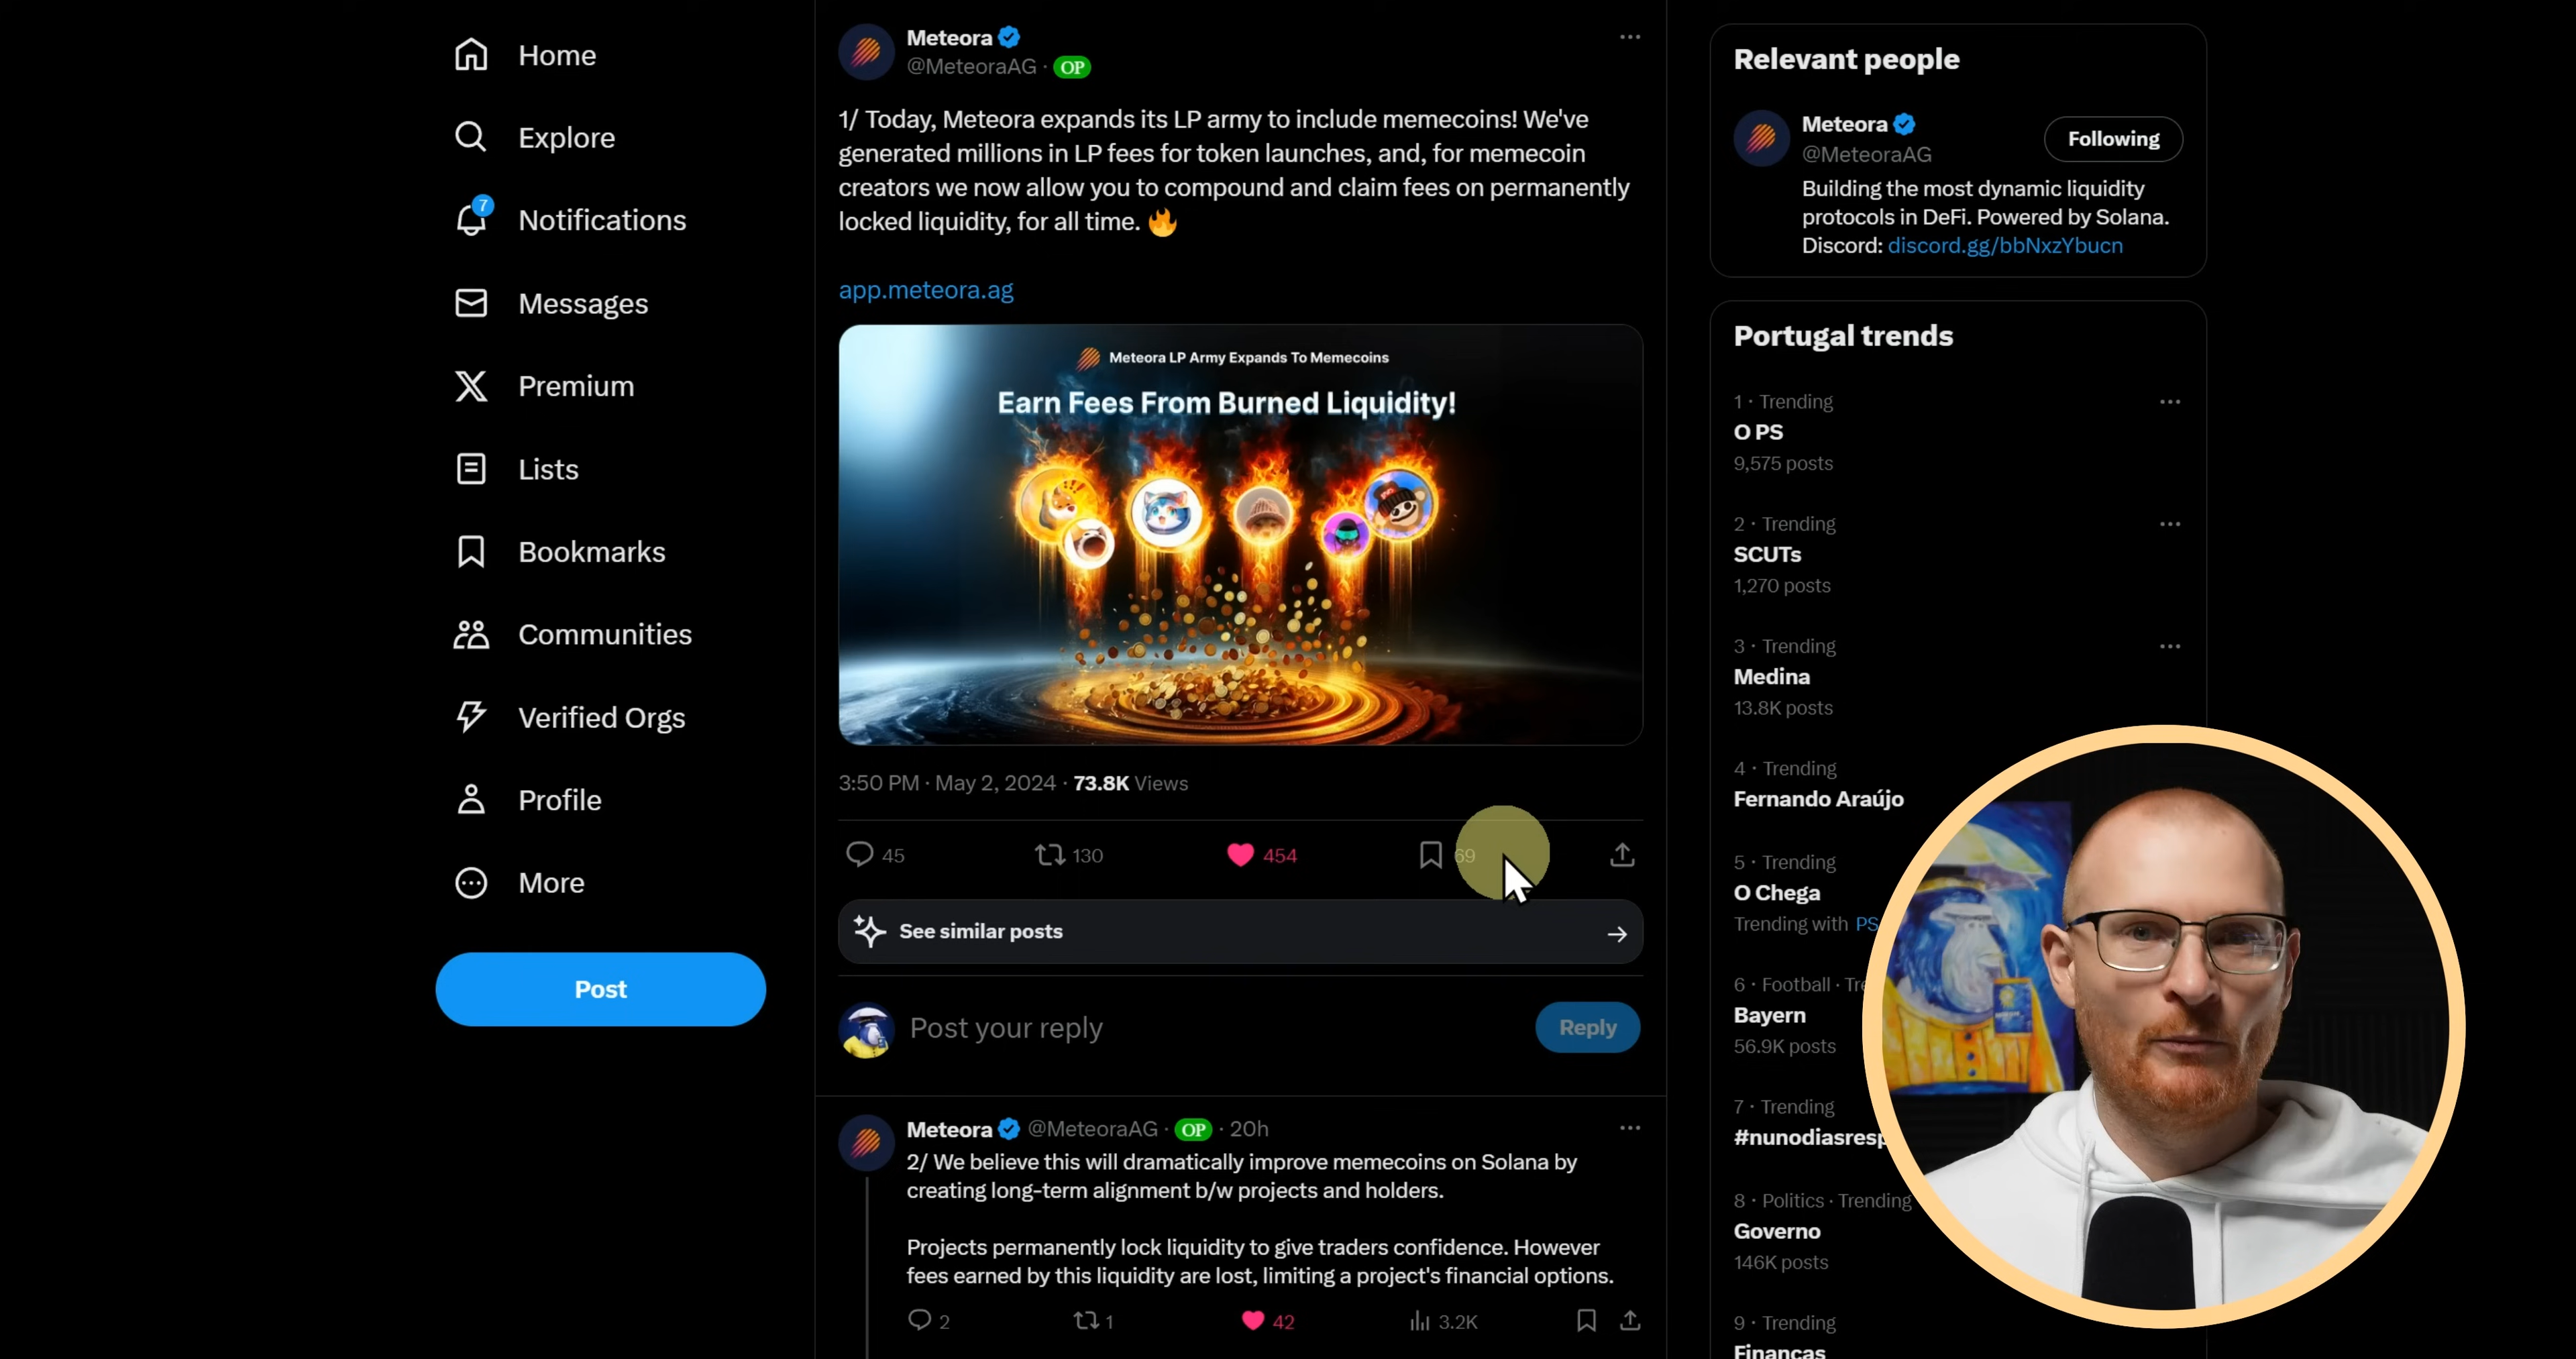 Home
Explore
7
Notifications
Messages
Premium
Lists
Bookmarks
Communities
Verified Orgs
Profile
More
Post
Meteora
@MeteoraAG · OP
1/ Today, Meteora expands its LP army to include memecoins! We've
generated millions in LP fees for token launches, and, for memecoin
creators we now allow you to compound and claim fees on permanently
locked liquidity, for all time. 🔥
app.meteora.ag
Meteora LP Army Expands To Memecoins
Earn Fees From Burned Liquidity!
3:50 PM · May 2, 2024 · 73.8K Views
45 130 454 69
See similar posts
Post your reply
Reply
Meteora @MeteoraAG · OP · 20h
2/ We believe this will dramatically improve memecoins on Solana by
creating long-term alignment b/w projects and holders.
Projects permanently lock liquidity to give traders confidence. However
fees earned by this liquidity are lost, limiting a project's financial options.
2 1 42 3.2K
Relevant people
Meteora
@MeteoraAG
Following
Building the most dynamic liquidity
protocols in DeFi. Powered by Solana.
Discord: discord.gg/bbNxzYbucn
Portugal trends
1 · Trending
O PS
9,575 posts
2 · Trending
SCUTs
1,270 posts
3 · Trending
Medina
13.8K posts
4 · Trending
Fernando Araújo
5 · Trending
O Chega
Trending with PS
6 · Football · Tre
Bayern
56.9K posts
7 · Trending
#nunodiasresp
8 · Politics · Trending
Governo
146K posts
9 · Trending
Finanças